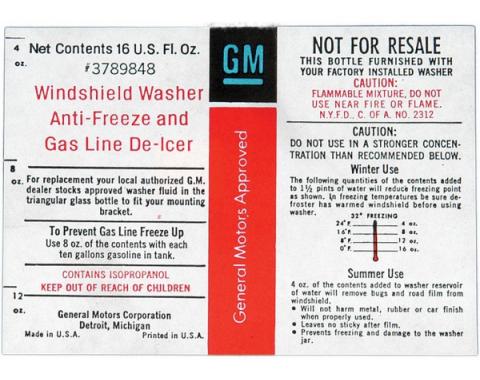 4 oz.
Net Contents 16 U.S. Fl. Oz.
#3789848
Windshield Washer
Anti-Freeze and
Gas Line De-Icer
8 oz.
For replacement your local authorized G.M.
dealer stocks approved washer fluid in the
triangular glass bottle to fit your mounting
bracket.
To Prevent Gas Line Freeze Up
Use 8 oz. of the contents with each
ten gallons gasoline in tank.
CONTAINS ISOPROPANOL
KEEP OUT OF REACH OF CHILDREN
12 oz.
General Motors Corporation
Detroit, Michigan
Made in U.S.A. Printed in U.S.A.
GM
General Motors Approved
NOT FOR RESALE
THIS BOTTLE FURNISHED WITH
YOUR FACTORY INSTALLED WASHER
CAUTION:
FLAMMABLE MIXTURE, DO NOT
USE NEAR FIRE OR FLAME.
N.Y.F.D., C. OF A. NO. 2312
CAUTION:
DO NOT USE IN A STRONGER CONCEN-
TRATION THAN RECOMMENDED BELOW.
Winter Use
The following quantities of the contents added
to 1½ pints of water will reduce freezing point
as shown. In freezing temperatures be sure de-
froster has warmed windshield before using
washer.
32° FREEZING
24°F. 4 oz.
16°F. 8 oz.
8°F. 12 oz.
0°F. 16 oz.
Summer Use
4 oz. of the contents added to washer reservoir
of water will remove bugs and road film from
windshield.
• Will not harm metal, rubber or car finish
when properly used.
• Leaves no sticky after film.
• Prevents freezing and damage to the washer
jar.